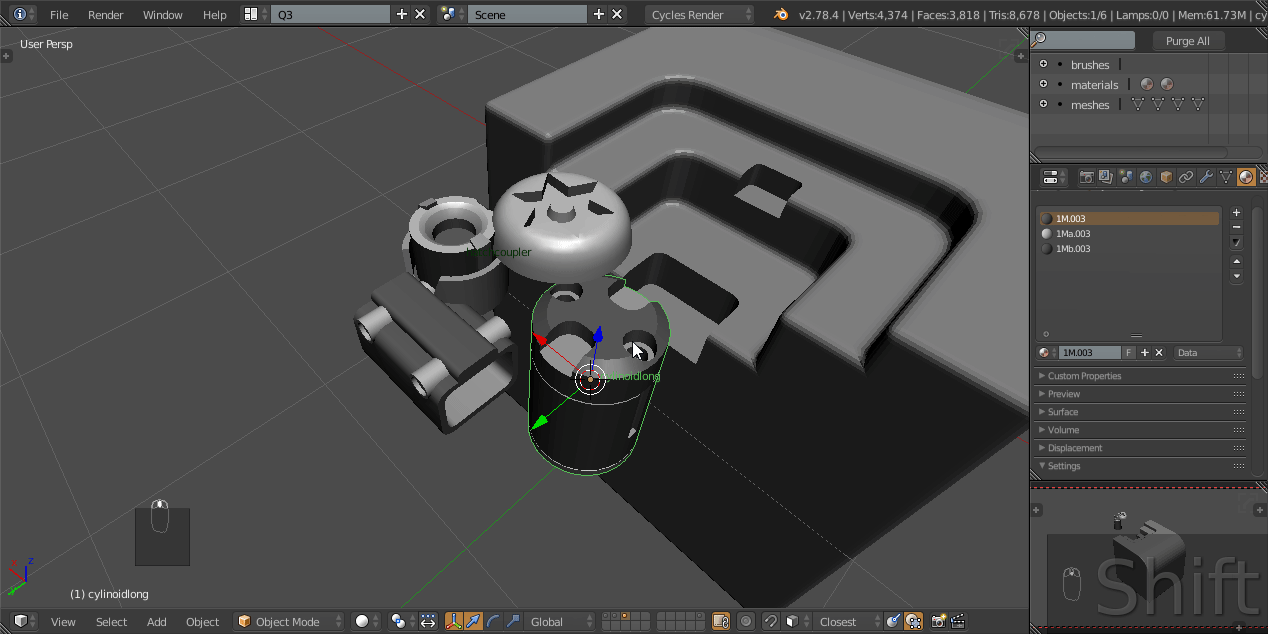 File Render Window Help Q3 Scene Cycles Render v2.78.4 | Verts:4,374 | Faces:3,818 | Tris:8,678 | Objects:1/6 | Lamps:0/0 | Mem:61.73M | cy
User Persp
Purge All
brushes
materials
meshes
coupler
1M.003
1Ma.003
1Mb.003
1M.003 F Data
noidlong
Custom Properties
Preview
Surface
Volume
Displacement
Settings
x z
Shift
(1) cylinoidlong
View Select Add Object Object Mode Global Closest